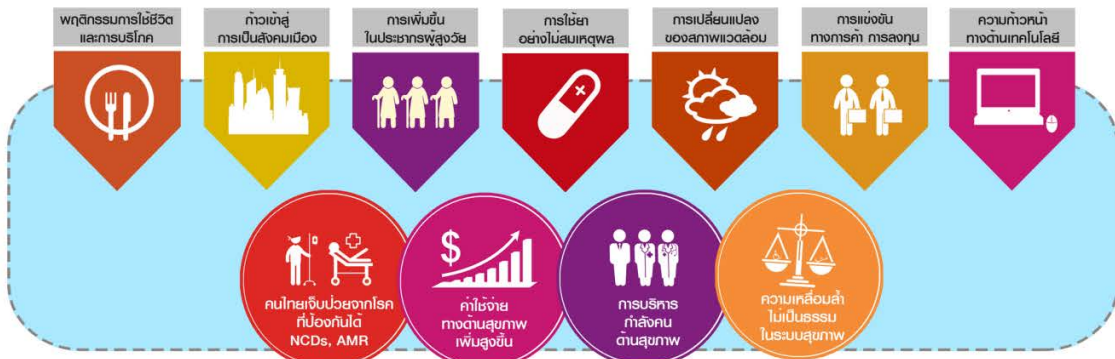 พฤติกรรมการใช้ชีวิต
และการบริโภค
ก้าวเข้าสู่
การเป็นสังคมเมือง
การเพิ่มขึ้น
ในประชากรผู้สูงวัย
การใช้ยา
อย่างไม่สมเหตุผล
การเปลี่ยนแปลง
ของสภาพแวดล้อม
การแข่งขัน
ทางการค้า การลงทุน
ความก้าวหน้า
ทางด้านเทคโนโลยี
คนไทยเจ็บป่วยจากโรค
ที่ป้องกันได้
NCDs, AMR
$
ค่าใช้จ่าย
ทางด้านสุขภาพ
เพิ่มสูงขึ้น
การบริหาร
กำลังคน
ด้านสุขภาพ
ความเหลื่อมล้ำ
ไม่เป็นธรรม
ในระบบสุขภาพ